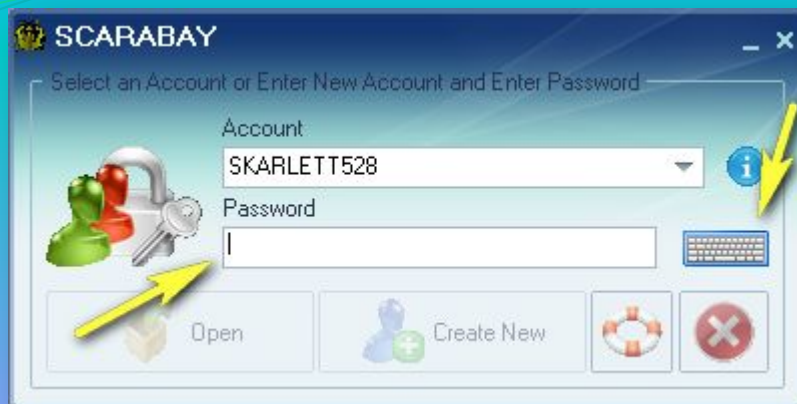 SCARABAY
Select an Account or Enter New Account and Enter Password
Account
SKARLETT528
Password
Open
Create New